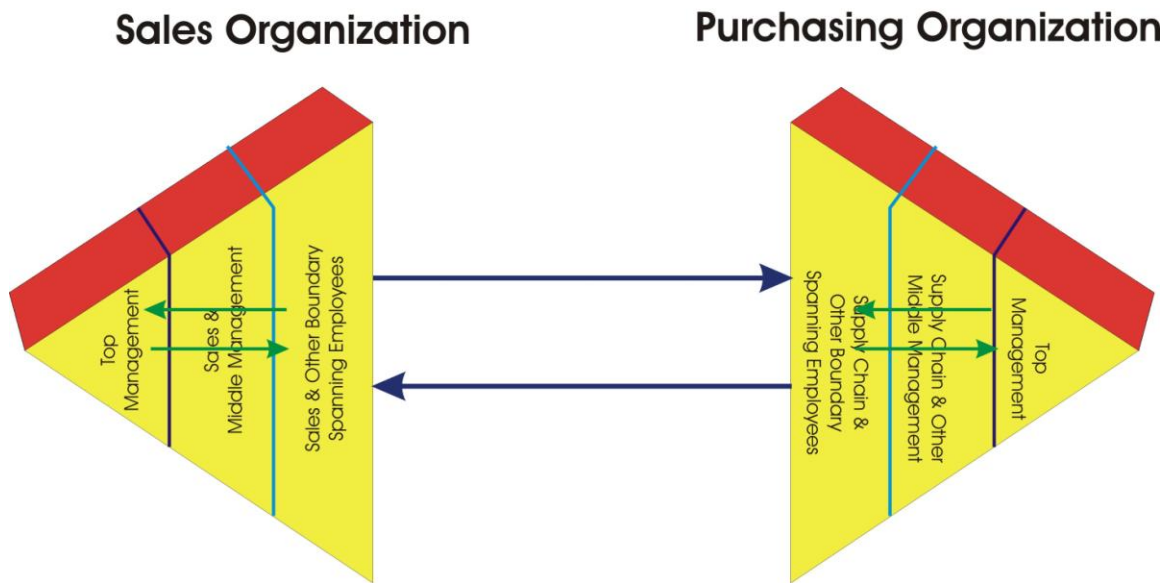 Sales Organization
Purchasing Organization
Top
Management
Sales &
Middle Management
Sales & Other Boundary
Spanning Employees
Supply Chain &
Other Boundary
Spanning Employees
Supply Chain & Other
Middle Management
Top
Management